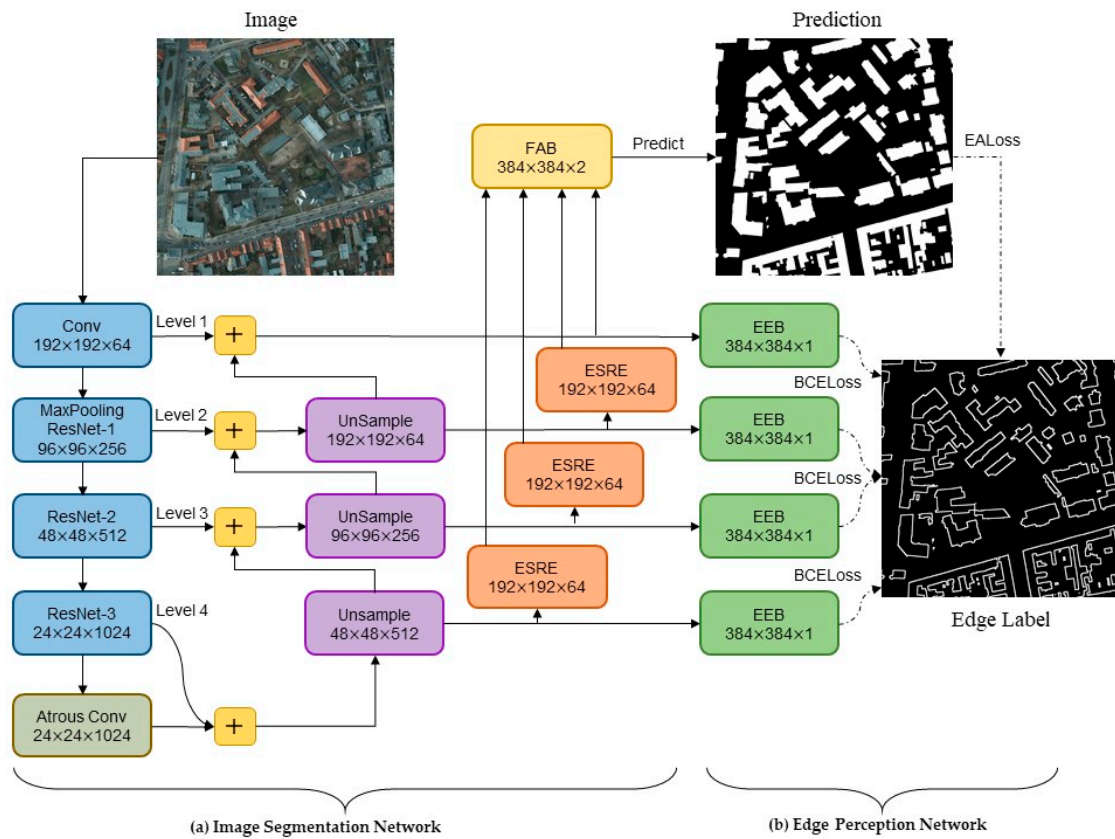 Image
Prediction
FAB
384×384×2
Predict
EALoss
Conv
192×192×64
Level 1
+
EEB
384×384×1
BCELoss
ESRE
192×192×64
MaxPooling
ResNet-1
96×96×256
Level 2
+
UnSample
192×192×64
EEB
384×384×1
BCELoss
ESRE
192×192×64
ResNet-2
48×48×512
Level 3
+
UnSample
96×96×256
EEB
384×384×1
BCELoss
ESRE
192×192×64
ResNet-3
24×24×1024
Level 4
Unsample
48×48×512
EEB
384×384×1
Edge Label
Atrous Conv
24×24×1024
+
(a) Image Segmentation Network
(b) Edge Perception Network